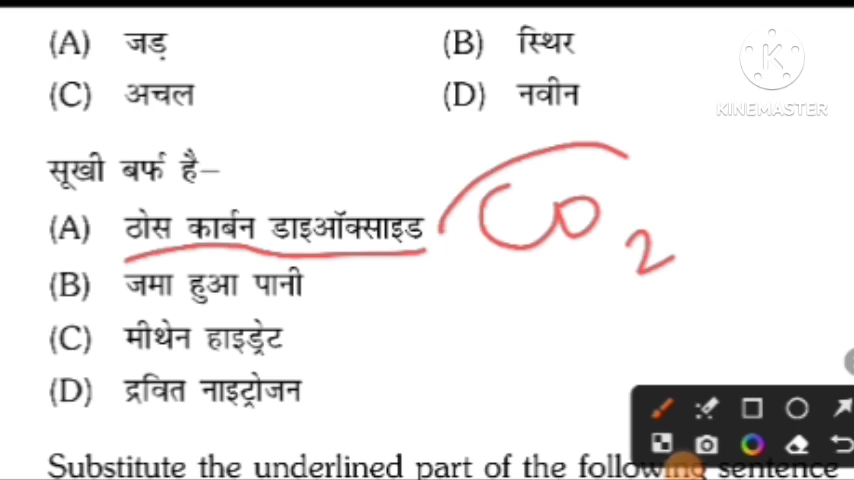 (A) जड़ (B) स्थिर
(C) अचल (D) नवीन
KINEMASTER
सूखी बर्फ है–
(A) ठोस कार्बन डाइऑक्साइड CO2
(B) जमा हुआ पानी
(C) मीथेन हाइड्रेट
(D) द्रवित नाइट्रोजन
Substitute the underlined part of the following sentence